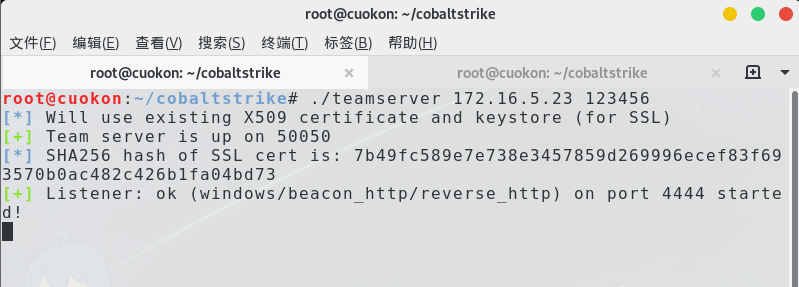 root@cuokon: ~/cobaltstrike
文件(F) 编辑(E) 查看(V) 搜索(S) 终端(T) 标签(B) 帮助(H)
root@cuokon: ~/cobaltstrike × root@cuokon: ~/cobaltstrike ×
root@cuokon:~/cobaltstrike# ./teamserver 172.16.5.23 123456
[*] Will use existing X509 certificate and keystore (for SSL)
[+] Team server is up on 50050
[*] SHA256 hash of SSL cert is: 7b49fc589e7e738e3457859d269996ecef83f69
3570b0ac482c426b1fa04bd73
[+] Listener: ok (windows/beacon_http/reverse_http) on port 4444 starte
d!